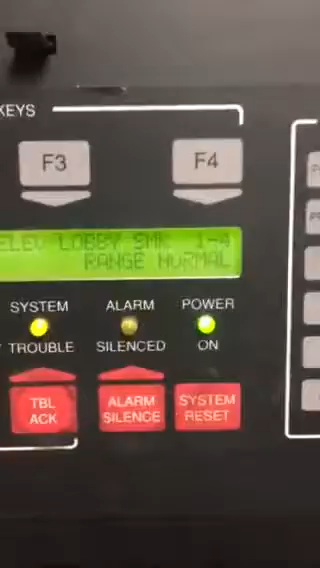 KEYS
F3 F4
ELEV LOBBY SMK 1-4
RANGE NORMAL
SYSTEM ALARM POWER
TROUBLE SILENCED ON
TBL ACK
ALARM SILENCE
SYSTEM RESET